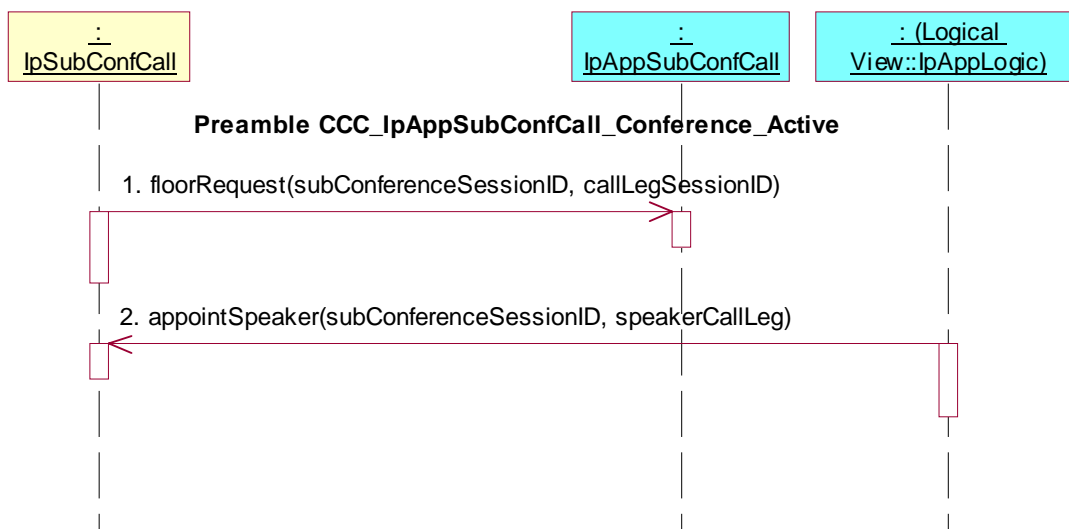 :
IpSubConfCall
:
IpAppSubConfCall
: (Logical
View::IpAppLogic)
Preamble CCC_IpAppSubConfCall_Conference_Active
1. floorRequest(subConferenceSessionID, callLegSessionID)
2. appointSpeaker(subConferenceSessionID, speakerCallLeg)